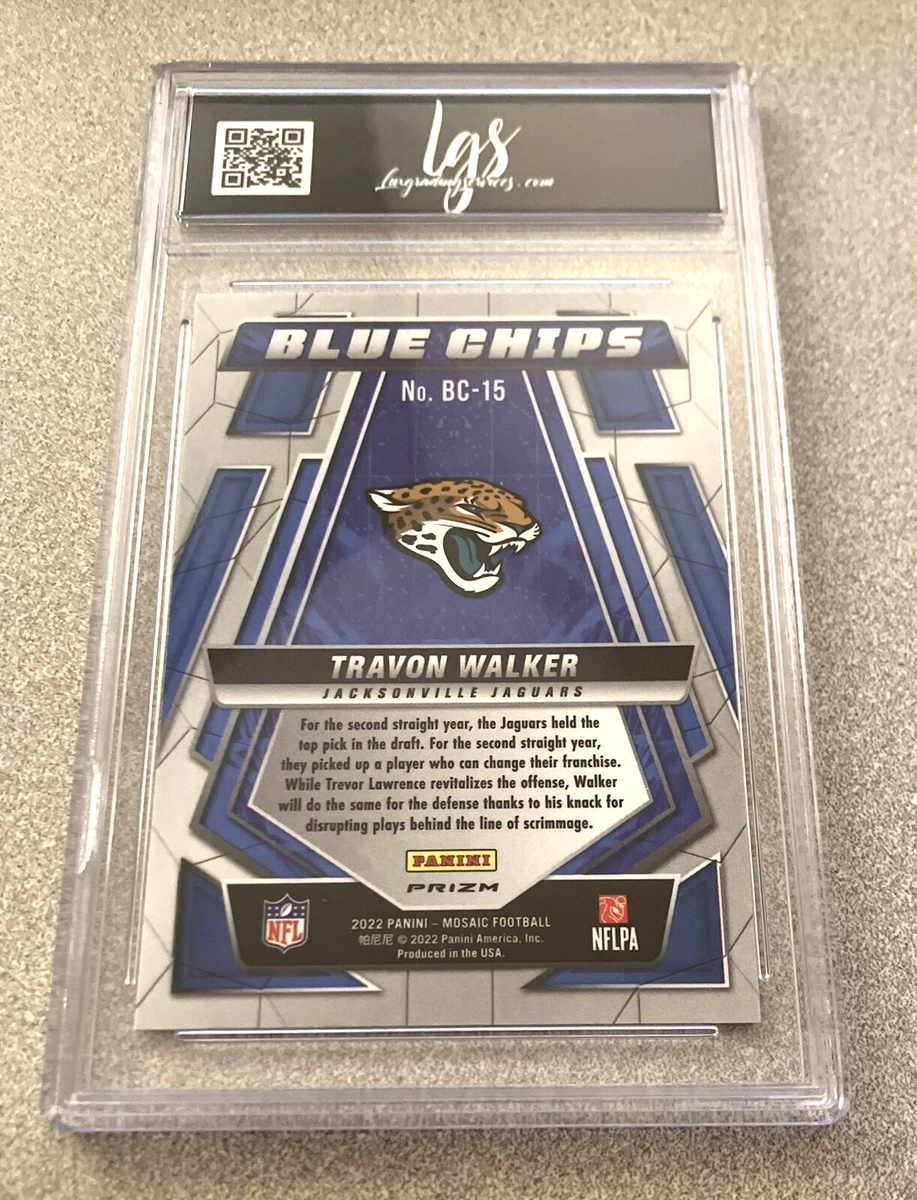 lgs
luxgradingservices.com
BLUE CHIPS
No. BC-15
TRAVON WALKER
JACKSONVILLE JAGUARS
For the second straight year, the Jaguars held the
top pick in the draft. For the second straight year,
they picked up a player who can change their franchise.
While Trevor Lawrence revitalizes the offense, Walker
will do the same for the defense thanks to his knack for
disrupting plays behind the line of scrimmage.
PANINI
PRIZM
NFL
2022 PANINI – MOSAIC FOOTBALL
帕尼尼 © 2022 Panini America, Inc.
Produced in the USA.
NFLPA